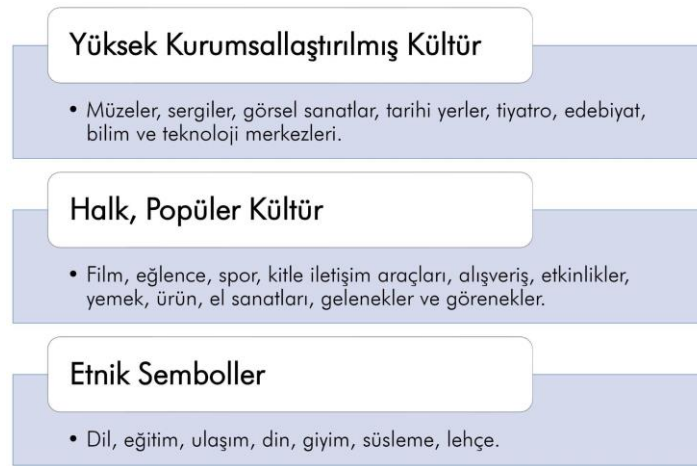 Yüksek Kurumsallaştırılmış Kültür
• Müzeler, sergiler, görsel sanatlar, tarihi yerler, tiyatro, edebiyat,
bilim ve teknoloji merkezleri.
Halk, Popüler Kültür
• Film, eğlence, spor, kitle iletişim araçları, alışveriş, etkinlikler,
yemek, ürün, el sanatları, gelenekler ve görenekler.
Etnik Semboller
• Dil, eğitim, ulaşım, din, giyim, süsleme, lehçe.